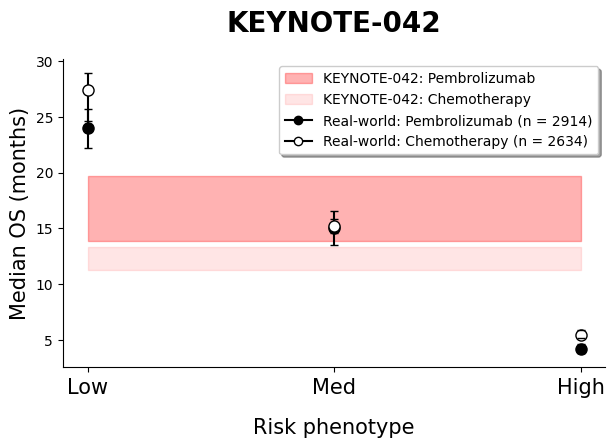 KEYNOTE-042
KEYNOTE-042: Pembrolizumab
KEYNOTE-042: Chemotherapy
Real-world: Pembrolizumab (n = 2914)
Real-world: Chemotherapy (n = 2634)
Median OS (months)
30
25
20
15
10
5
Low
Med
High
Risk phenotype